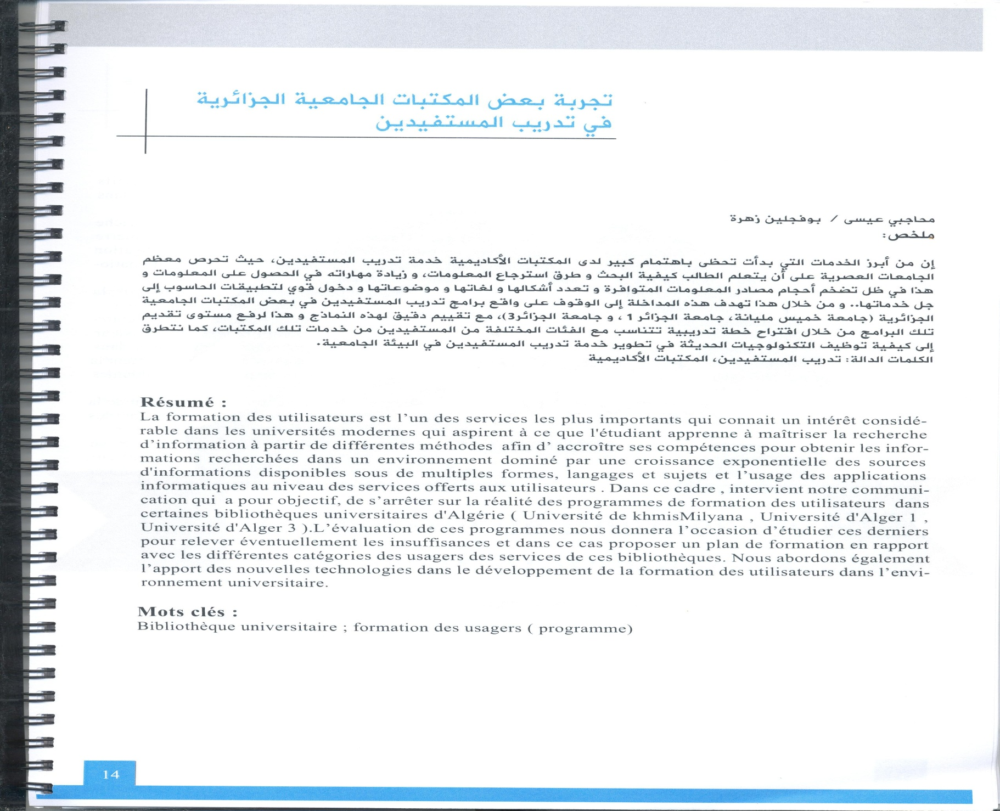 تجربة بعض المكتبات الجامعية الجزائرية
في تدريب المستفيدين
محاجبي عيسى / بوفجلين زهرة
ملخص:
إن من أبرز الخدمات التي بدأت تحظى باهتمام كبير لدى المكتبات الأكاديمية خدمة تدريب المستفيدين، حيث تحرص معظم
الجامعات العصرية على أن يتعلم الطالب كيفية البحث و طرق استرجاع المعلومات، و زيادة مهاراته في الحصول على المعلومات و
هذا في ظل تضخم أحجام مصادر المعلومات المتوافرة و تعدد أشكالها و لغاتها و موضوعاتها و دخول قوي لتطبيقات الحاسوب إلى
جل خدماتها.. و من خلال هذا تهدف هذه المداخلة إلى الوقوف على واقع برامج تدريب المستفيدين في بعض المكتبات الجامعية
الجزائرية (جامعة خميس مليانة، جامعة الجزائر 1 ، و جامعة الجزائر3)، مع تقييم دقيق لهذه النماذج و هذا لرفع مستوى تقديم
تلك البرامج من خلال اقتراح خطة تدريبية تتناسب مع الفئات المختلفة من المستفيدين من خدمات تلك المكتبات، كما نتطرق
إلى كيفية توظيف التكنولوجيات الحديثة في تطوير خدمة تدريب المستفيدين في البيئة الجامعية.
الكلمات الدالة: تدريب المستفيدين، المكتبات الأكاديمية
Résumé :
La formation des utilisateurs est l’un des services les plus importants qui connait un intérêt considé-
rable dans les universités modernes qui aspirent à ce que l'étudiant apprenne à maîtriser la recherche
d’information à partir de différentes méthodes  afin d’ accroître ses compétences pour obtenir les infor-
mations recherchées dans un environnement dominé par une croissance exponentielle des sources
d'informations disponibles sous de multiples formes, langages et sujets et l’usage des applications
informatiques au niveau des services offerts aux utilisateurs . Dans ce cadre , intervient notre communi-
cation qui  a pour objectif, de s’arrêter sur la réalité des programmes de formation des utilisateurs  dans
certaines bibliothèques universitaires d'Algérie ( Université de khmisMilyana , Université d'Alger 1 ,
Université d'Alger 3 ).L’évaluation de ces programmes nous donnera l’occasion d’étudier ces derniers
pour relever éventuellement les insuffisances et dans ce cas proposer un plan de formation en rapport
avec les différentes catégories des usagers des services de ces bibliothèques. Nous abordons également
l’apport des nouvelles technologies dans le développement de la formation des utilisateurs dans l’envi-
ronnement universitaire.
Mots clés :
Bibliothèque universitaire ; formation des usagers ( programme)
14